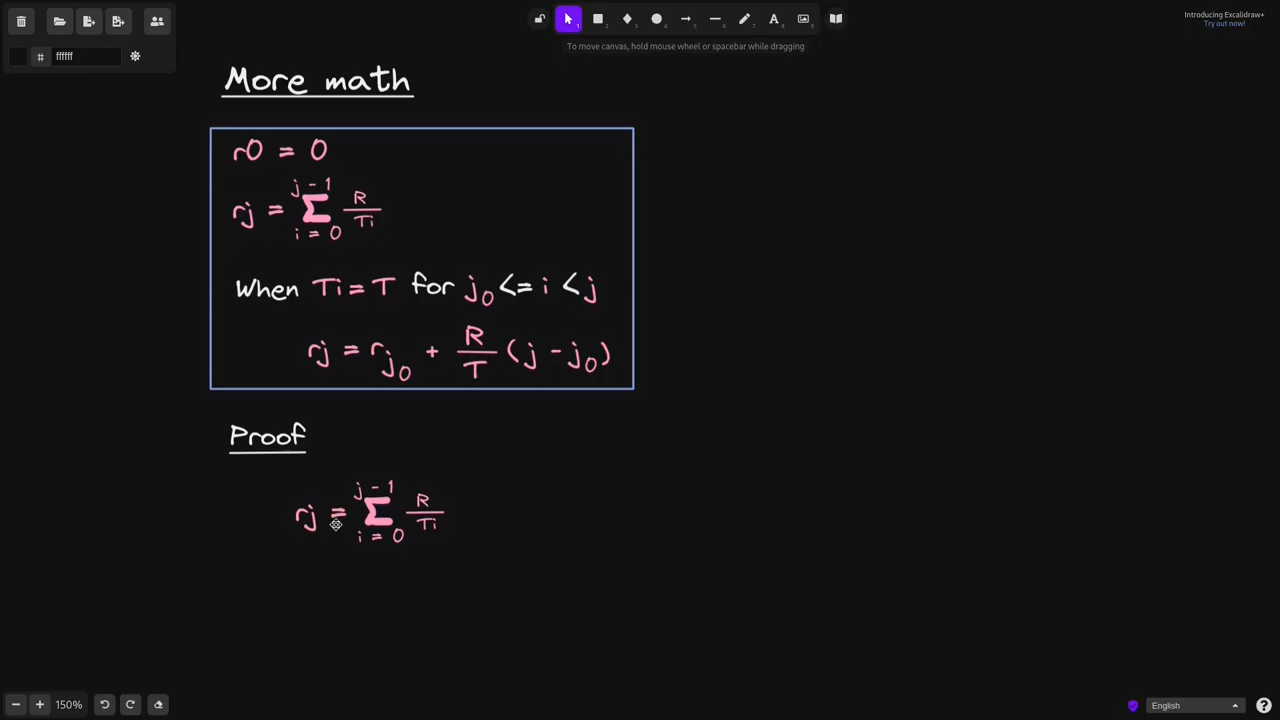 Introducing Excalidraw+
Try out now!
# ffffff
To move canvas, hold mouse wheel or spacebar while dragging
More math
r0 = 0
j - 1
rj = Σ R/Ti
i = 0
When Ti = T for j0 <= i < j
rj = rj0 + R/T (j - j0)
Proof
j - 1
rj = Σ R/Ti
i = 0
150%
English